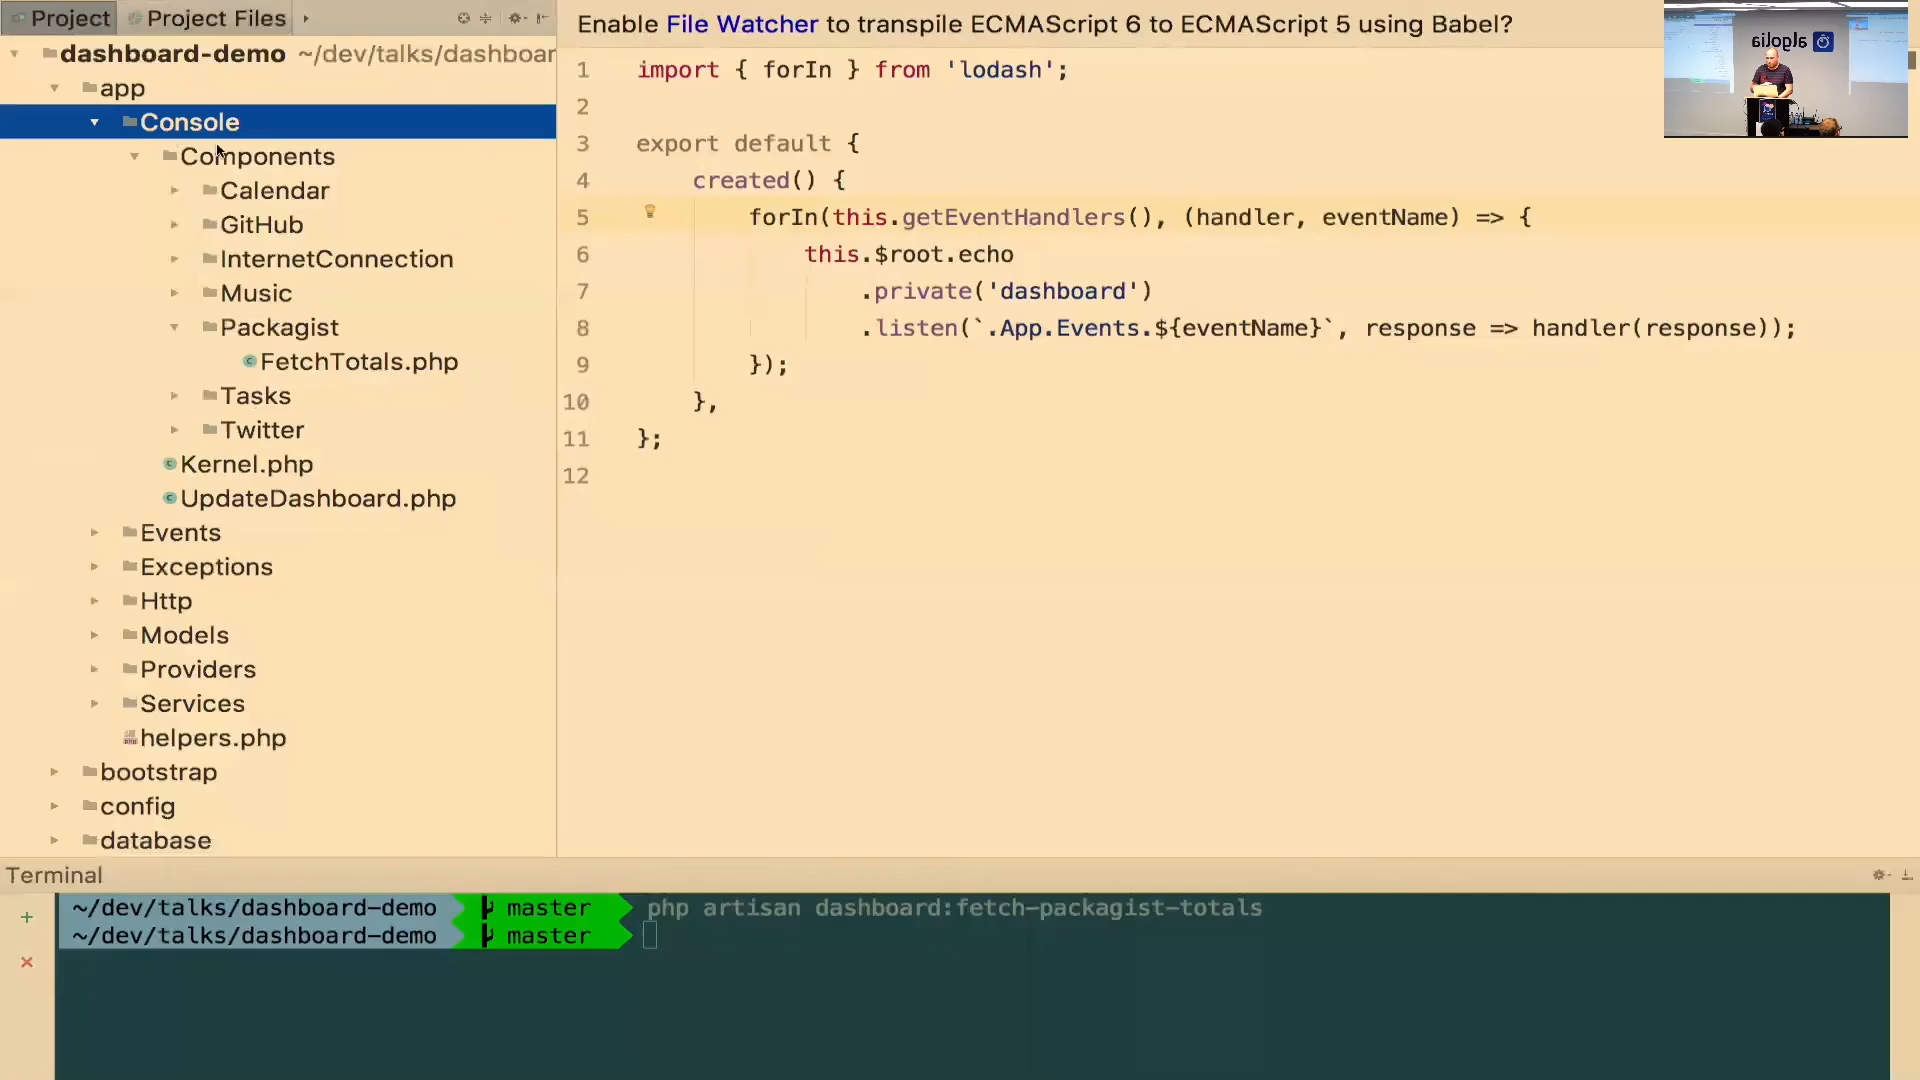 Project Project Files
Enable File Watcher to transpile ECMAScript 6 to ECMAScript 5 using Babel?
dashboard-demo ~/dev/talks/dashboar
app
Console
Components
Calendar
GitHub
InternetConnection
Music
Packagist
FetchTotals.php
Tasks
Twitter
Kernel.php
UpdateDashboard.php
Events
Exceptions
Http
Models
Providers
Services
helpers.php
bootstrap
config
database
1 import { forIn } from 'lodash';
2
3 export default {
4 created() {
5 forIn(this.getEventHandlers(), (handler, eventName) => {
6 this.$root.echo
7 .private('dashboard')
8 .listen(`.App.Events.${eventName}`, response => handler(response));
9 });
10 },
11 };
12
algolia
Terminal
~/dev/talks/dashboard-demo master php artisan dashboard:fetch-packagist-totals
~/dev/talks/dashboard-demo master